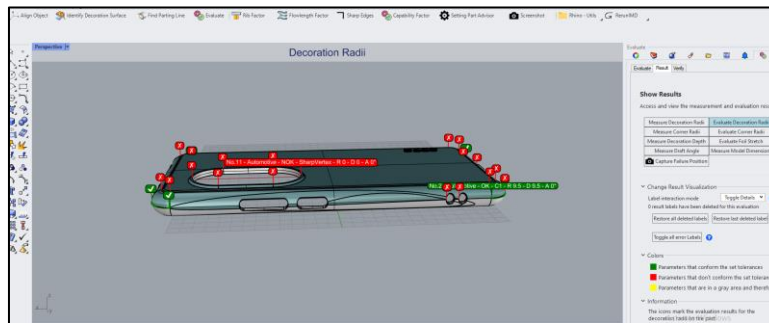 Align Object Identify Decoration Surface Find Parting Line Evaluate Rib Factor Flowlength Factor Sharp Edges Capability Factor Setting Part Advisor Screenshot Rhino - Utils RerunIMD
Perspective
Decoration Radii
Evaluate
Evaluate Result Verify
Show Results
Access and view the measurement and evaluation resu
Measure Decoration Radii Evaluate Decoration Radii
Measure Corner Radii Evaluate Corner Radii
Measure Decoration Depth Evaluate Foil Stretch
Measure Draft Angle Measure Model Dimension
Capture Failure Position
No.11 - Automotive - NOK - SharpVertex - R 0 - D 0 - A 0°
OK - C1 - R 9.5 - D 5.5 - A 0°
Change Result Visualization
Label interaction mode Toggle Details
0 result labels have been deleted for this evaluation
Restore all deleted labels Restore last deleted label
Toggle all error Labels
Colors
Parameters that conform the set tolerances
Parameters that don't conform the set toleran
Parameters that are in a gray area and therefo
Information
The icons mark the evaluation results for the
decoration radii on the part